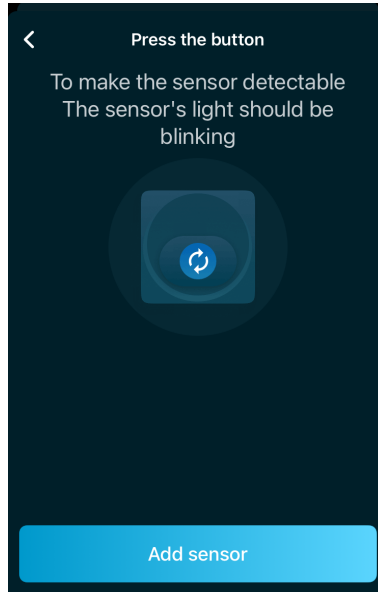 Press the button
To make the sensor detectable
The sensor's light should be
blinking
Add sensor